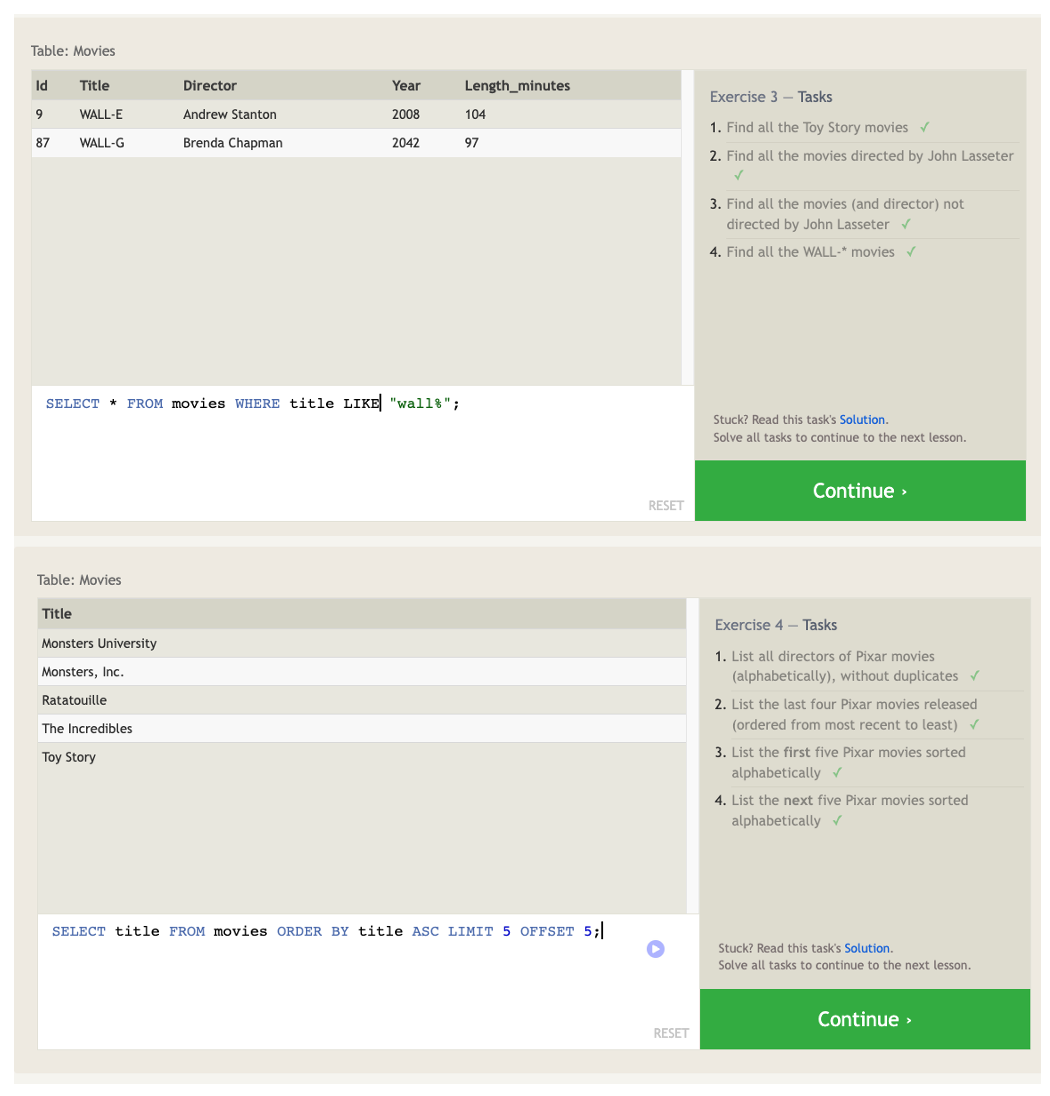 Table: Movies
Id Title Director Year Length_minutes
9 WALL-E Andrew Stanton 2008 104
87 WALL-G Brenda Chapman 2042 97
SELECT * FROM movies WHERE title LIKE "wall%";
RESET
Exercise 3 — Tasks
1. Find all the Toy Story movies ✓
2. Find all the movies directed by John Lasseter
✓
3. Find all the movies (and director) not
directed by John Lasseter ✓
4. Find all the WALL-* movies ✓
Stuck? Read this task's Solution.
Solve all tasks to continue to the next lesson.
Continue ›
Table: Movies
Title
Monsters University
Monsters, Inc.
Ratatouille
The Incredibles
Toy Story
SELECT title FROM movies ORDER BY title ASC LIMIT 5 OFFSET 5;
RESET
Exercise 4 — Tasks
1. List all directors of Pixar movies
(alphabetically), without duplicates ✓
2. List the last four Pixar movies released
(ordered from most recent to least) ✓
3. List the first five Pixar movies sorted
alphabetically ✓
4. List the next five Pixar movies sorted
alphabetically ✓
Stuck? Read this task's Solution.
Solve all tasks to continue to the next lesson.
Continue ›